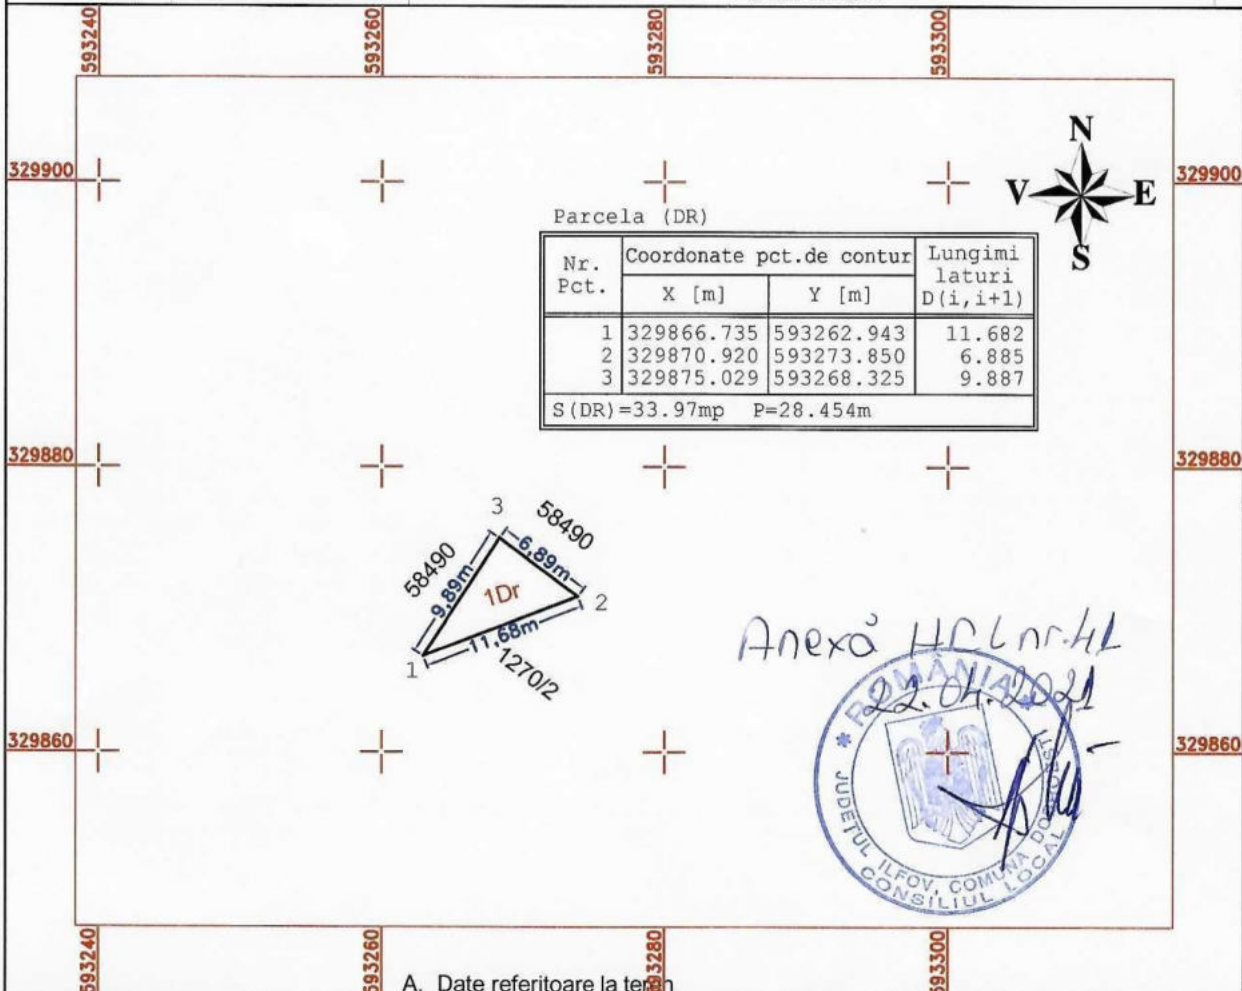 593240 593260 593280 593300
N
V E
S
329900 329900
Parcela (DR)
Nr. Pct. Coordonate pct.de contur Lungimi laturi D(i,i+1)
X [m] Y [m]
1 329866.735 593262.943 11.682
2 329870.920 593273.850 6.885
3 329875.029 593268.325 9.887
S(DR)=33.97mp P=28.454m
329880 329880
3
58490
58490
6,89m
9,89m
1Dr
2
11,68m
1
1270/2
Anexă HCL nr. 41
22.04.2021
ROMÂNIA
329860 329860
JUDEȚUL ILFOV, COMUNA
CONSILIUL LOCAL
593240 593260 593280 593300
A. Date referitoare la teren